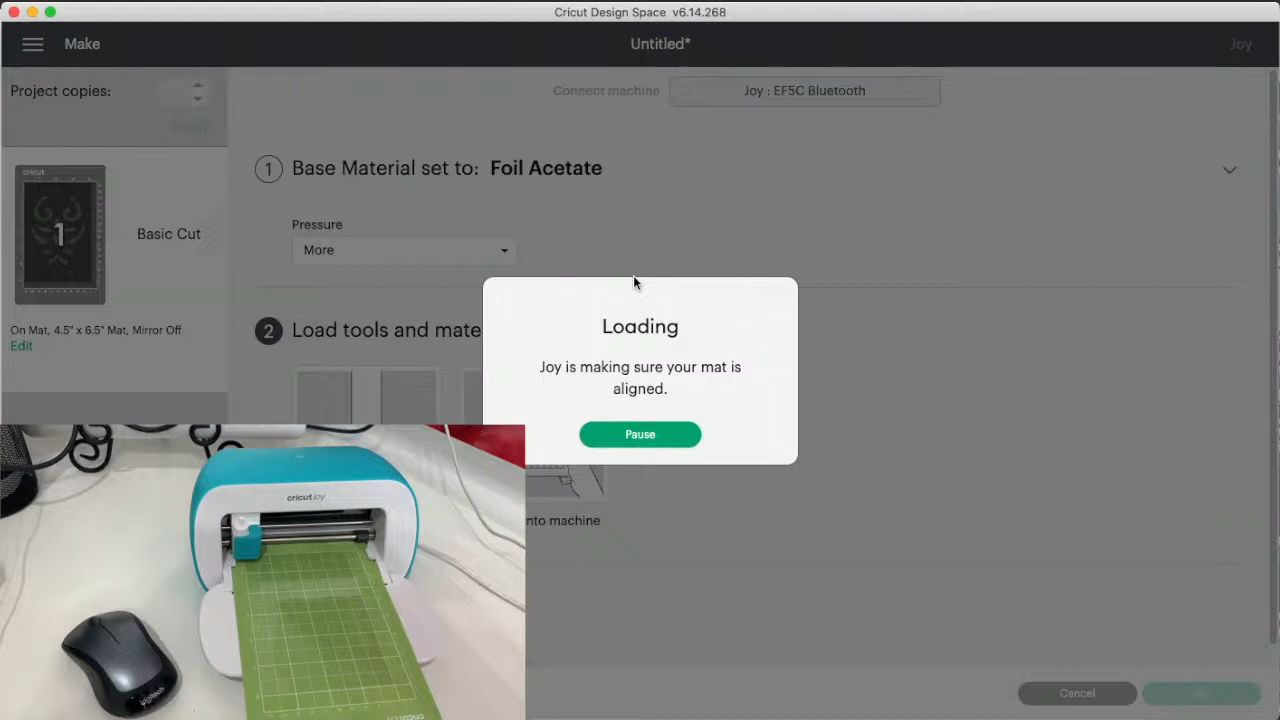 Cricut Design Space v6.14.268
Make
Untitled*
Joy
Project copies:
Connect machine
Joy : EF5C Bluetooth
1 Base Material set to: Foil Acetate
Pressure
More
cricut
1
Basic Cut
On Mat, 4.5" x 6.5" Mat, Mirror Off
Edit
2 Load tools and mate
Loading
Joy is making sure your mat is
aligned.
Pause
nto machine
cricut joy
logitech
Cancel